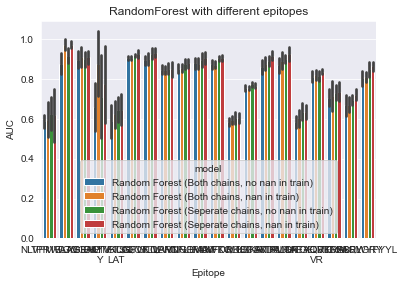 RandomForest with different epitopes
1.0
0.8
0.6
0.4
0.2
0.0
AUC
model
Random Forest (Both chains, no nan in train)
Random Forest (Both chains, nan in train)
Random Forest (Seperate chains, no nan in train)
Random Forest (Seperate chains, nan in train)
Y LAT
VR
Epitope